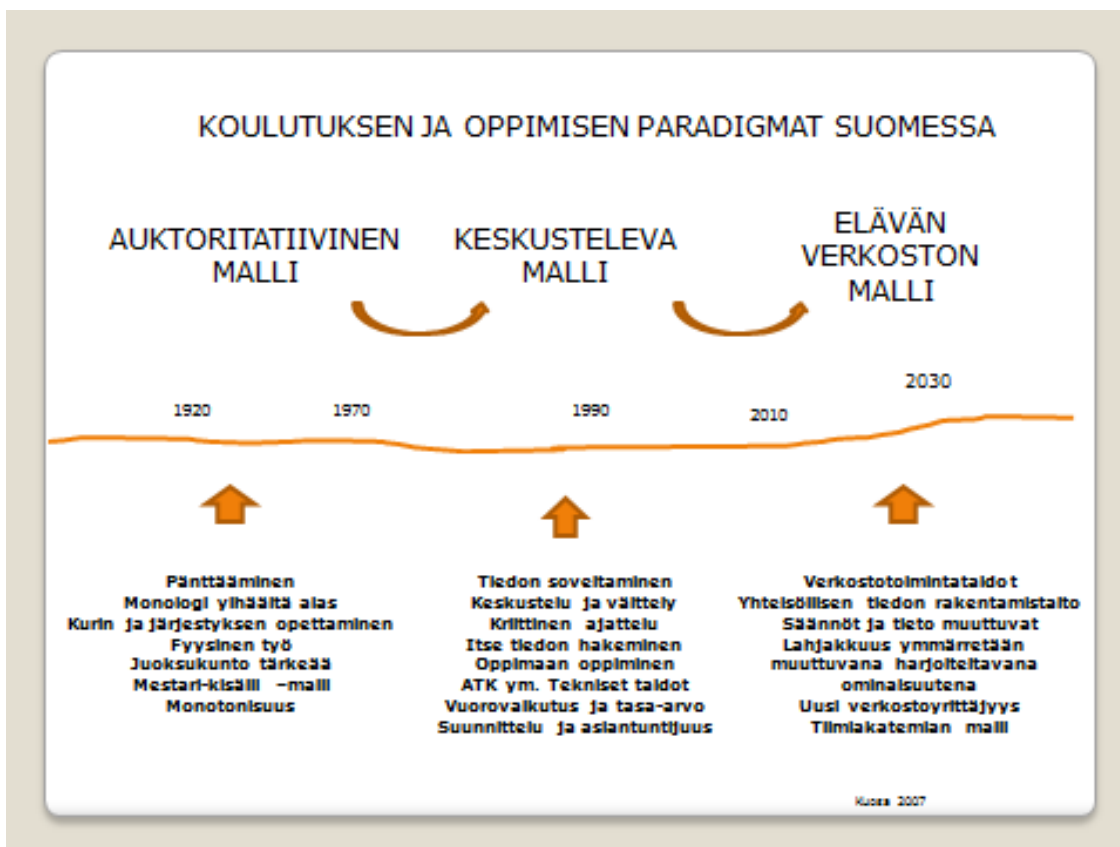 KOULUTUKSEN JA OPPIMISEN PARADIGMAT SUOMESSA
AUKTORITATIIVINEN
MALLI
KESKUSTELEVA
MALLI
ELÄVÄN
VERKOSTON
MALLI
1920
1970
1990
2010
2030
Pänttääminen
Monologi ylhäältä alas
Kurin ja järjestyksen opettaminen
Fyysinen työ
Juoksukunto tärkeää
Mestari-kisälli –malli
Monotonisuus
Tiedon soveltaminen
Keskustelu ja väittely
Kriittinen ajattelu
Itse tiedon hakeminen
Oppimaan oppiminen
ATK ym. Tekniset taidot
Vuorovaikutus ja tasa-arvo
Suunnittelu ja asiantuntijuus
Verkostotoimintataidot
Yhteisöllisen tiedon rakentamistaito
Säännöt ja tieto muuttuvat
Lahjakkuus ymmärretään
muuttuvana harjoiteltavana
ominaisuutena
Uusi verkostoyrittäjyys
Tiimiakatemian malli
Kuosa 2007